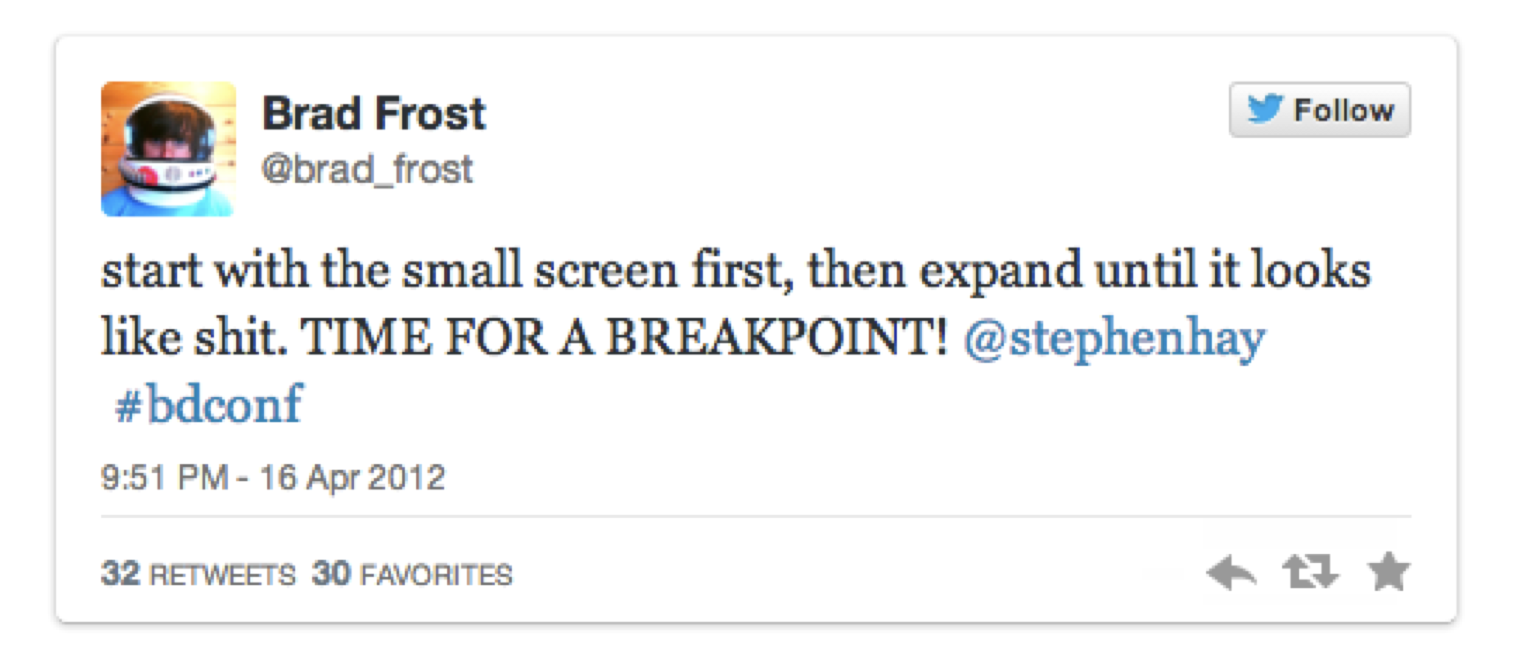 Brad Frost
@brad_frost
Follow
start with the small screen first, then expand until it looks
like shit. TIME FOR A BREAKPOINT! @stephenhay
#bdconf
9:51 PM - 16 Apr 2012
32 RETWEETS 30 FAVORITES